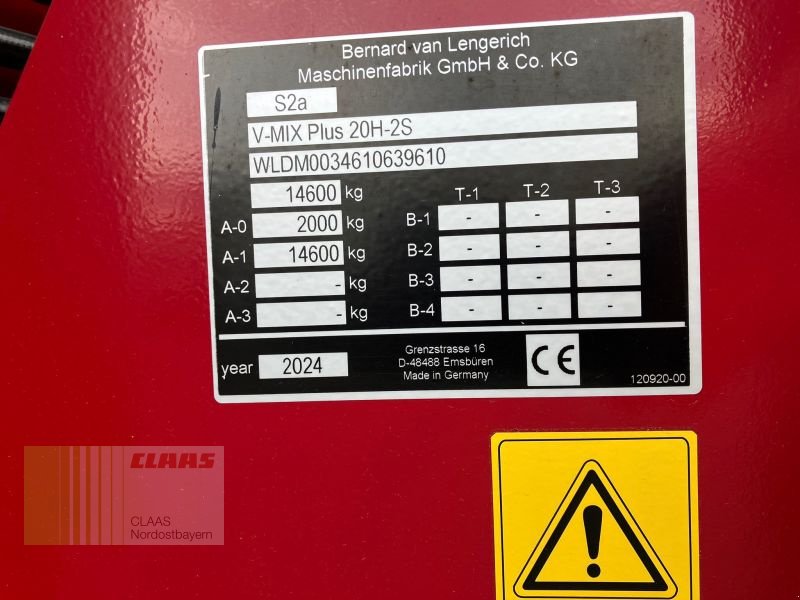 Bernard van Lengerich
Maschinenfabrik GmbH & Co. KG
S2a
V-MIX Plus 20H-2S
WLDM0034610639610
14600 kg
A-0 2000 kg
A-1 14600 kg
A-2 - kg
A-3 - kg
T-1 T-2 T-3
B-1 - - -
B-2 - - -
B-3 - - -
B-4 - - -
year 2024
Grenzstrasse 16
D-48488 Emsbüren
Made in Germany
CE
120920-00
CLAAS
CLAAS
Nordostbayern